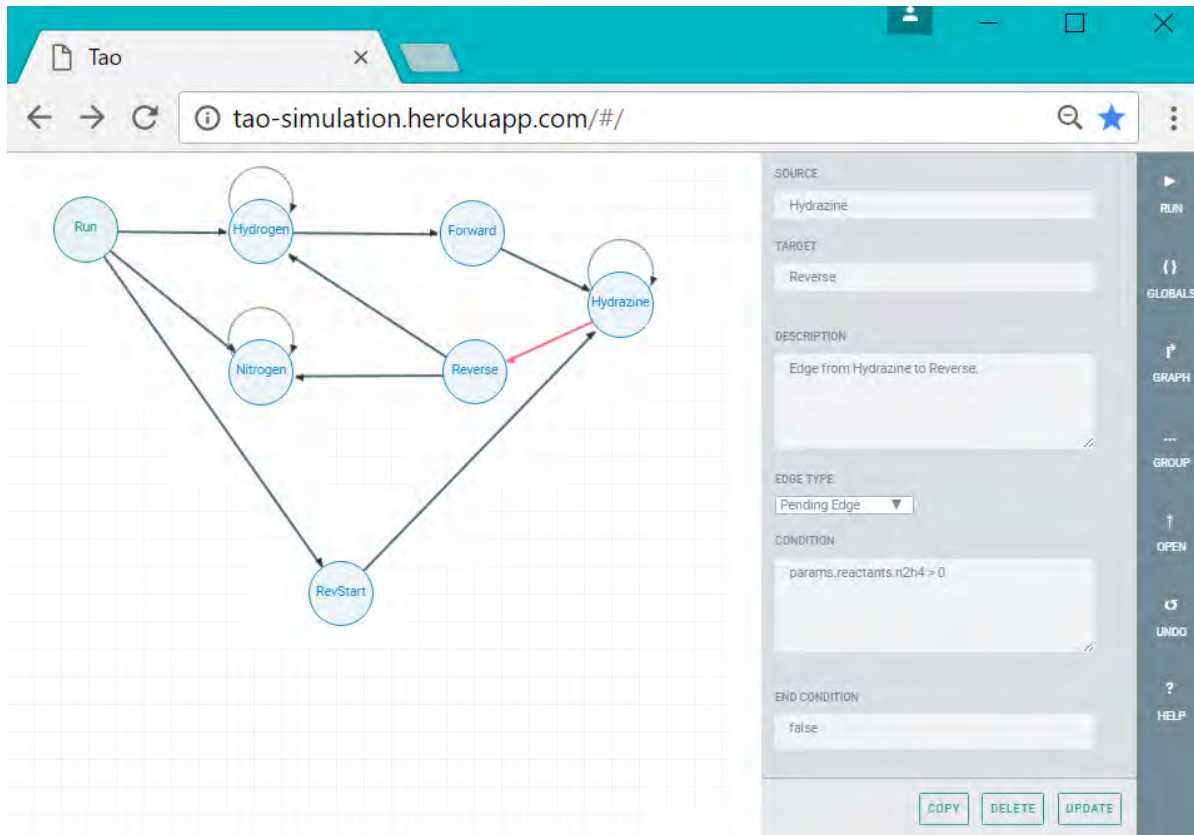 Tao
tao-simulation.herokuapp.com/#/
Run
Hydrogen
Forward
Hydrazine
Nitrogen
Reverse
RevStart
SOURCE
Hydrazine
TARGET
Reverse
DESCRIPTION
Edge from Hydrazine to Reverse.
EDGE TYPE
Pending Edge
CONDITION
params.reactants.n2h4 > 0
END CONDITION
false
COPY DELETE UPDATE
RUN
{ }
GLOBALS
GRAPH
...
GROUP
OPEN
UNDO
?
HELP